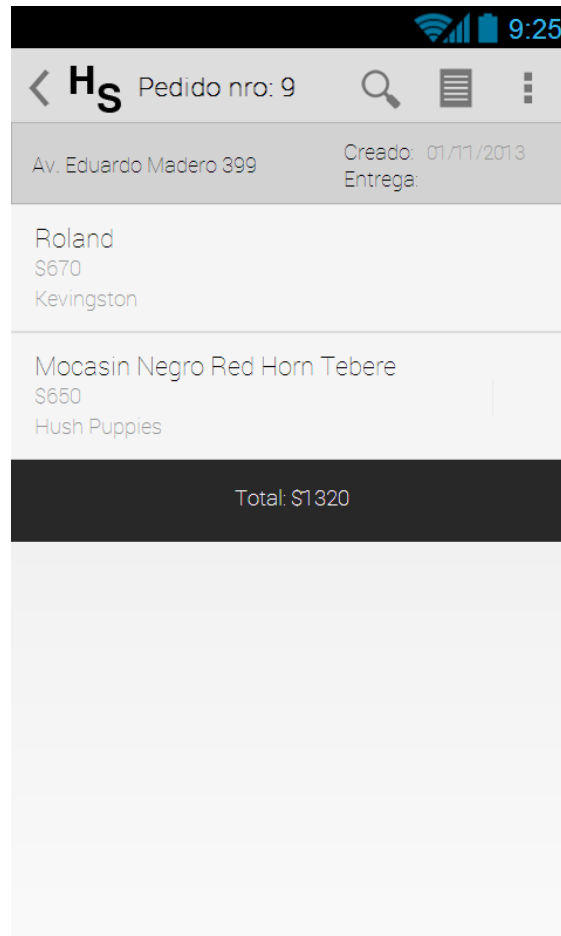 9:25
HS Pedido nro: 9
Av. Eduardo Madero 399
Creado: 01/11/2013
Entrega:
Roland
$670
Kevingston
Mocasin Negro Red Horn Tebere
$650
Hush Puppies
Total: $1320